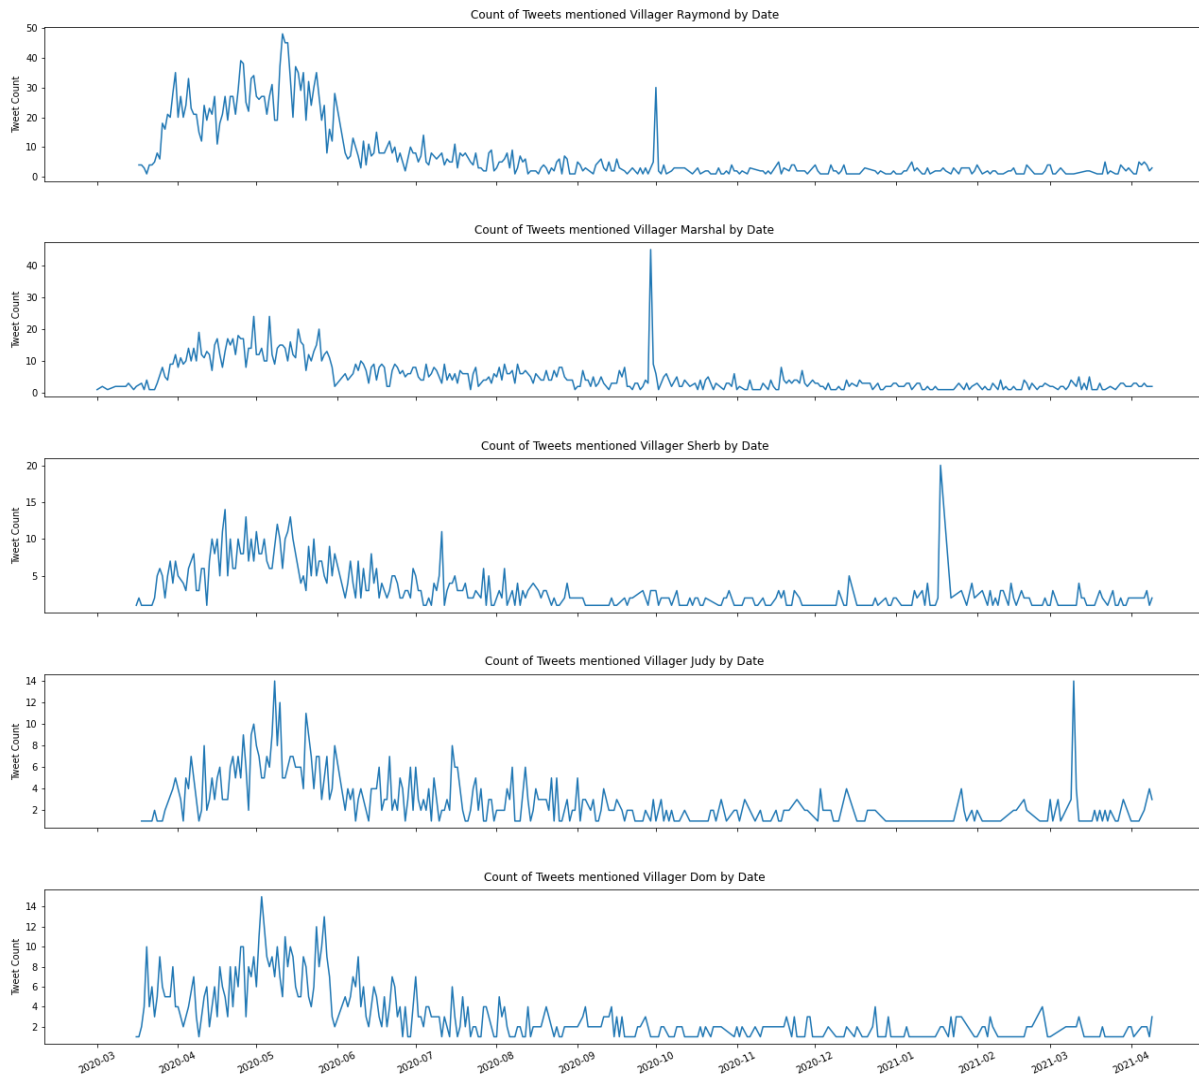 Count of Tweets mentioned Villager Raymond by Date
50
40
30
20
10
0
Tweet Count
Count of Tweets mentioned Villager Marshal by Date
40
30
20
10
0
Tweet Count
Count of Tweets mentioned Villager Sherb by Date
20
15
10
5
Tweet Count
Count of Tweets mentioned Villager Judy by Date
14
12
10
8
6
4
2
Tweet Count
Count of Tweets mentioned Villager Dom by Date
14
12
10
8
6
4
2
Tweet Count
2020-03 2020-04 2020-05 2020-06 2020-07 2020-08 2020-09 2020-10 2020-11 2020-12 2021-01 2021-02 2021-03 2021-04